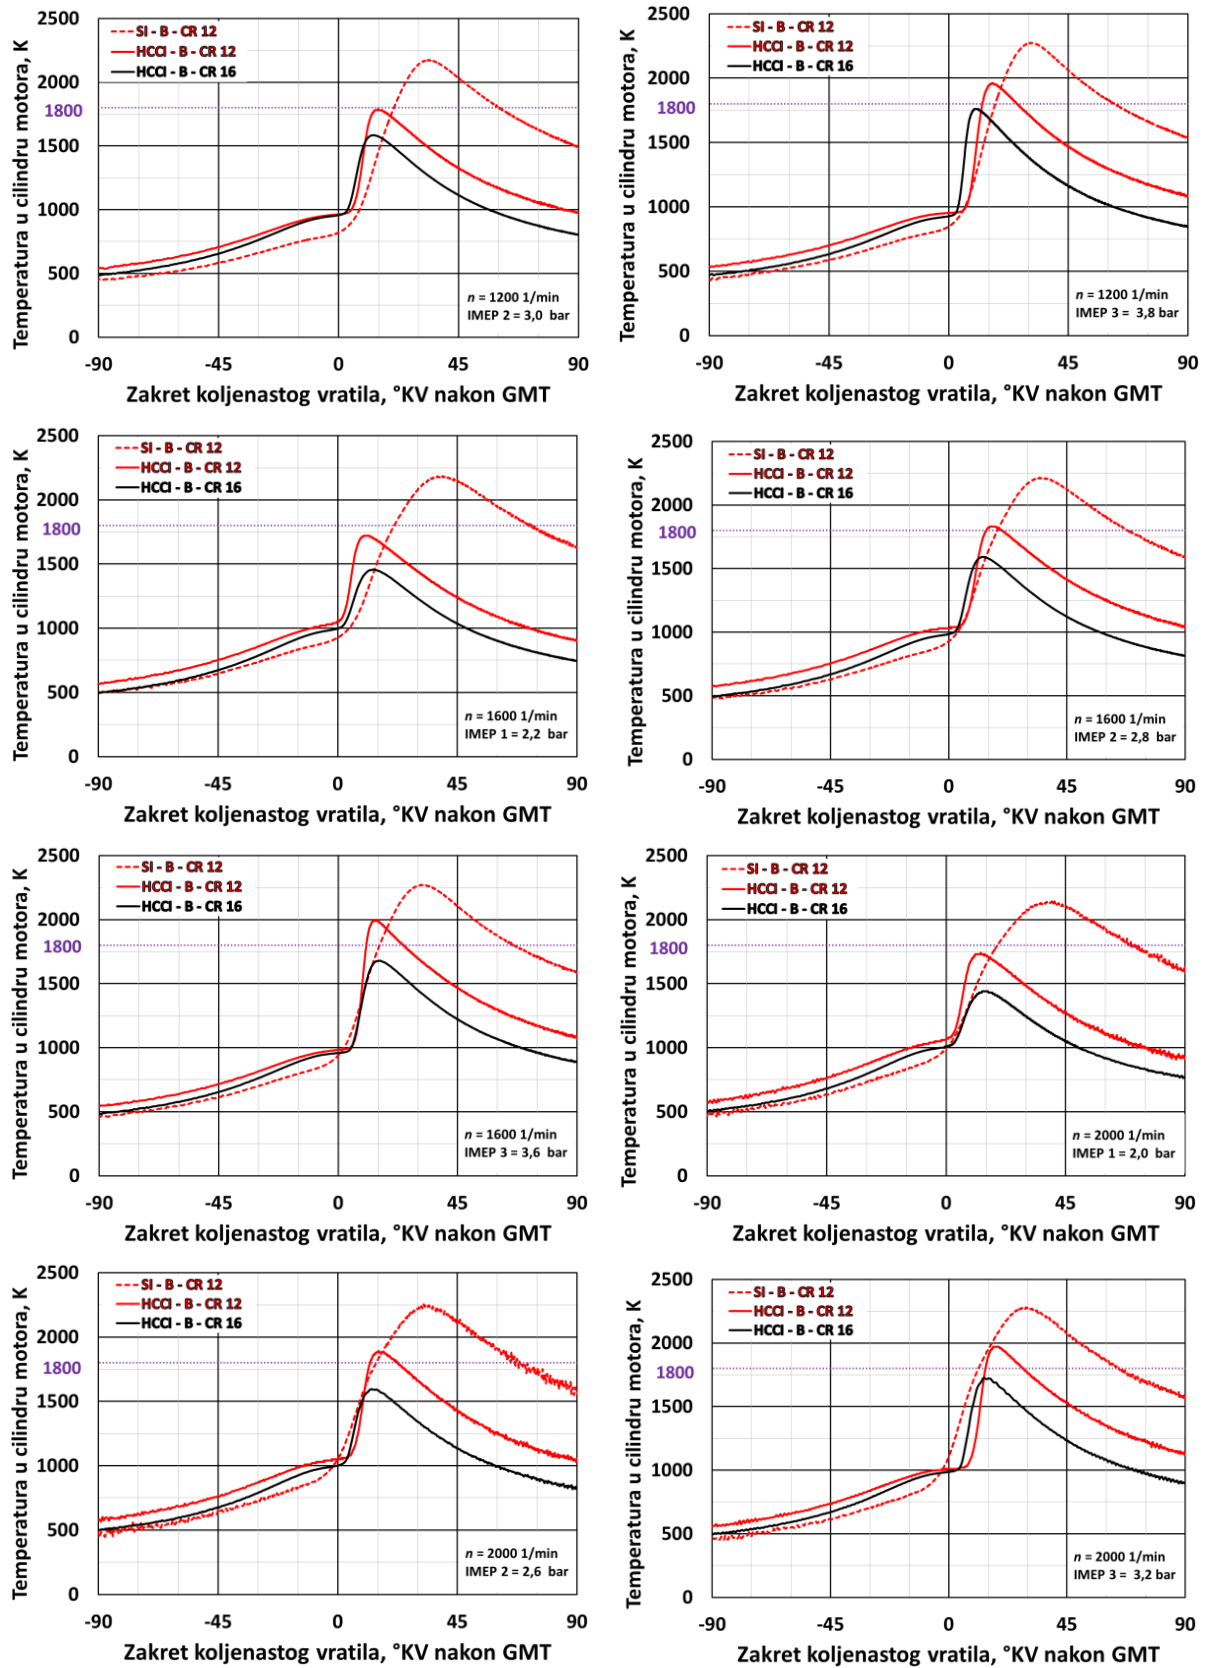 Temperatura u cilindru motora, K
2500
2000
1800
1500
1000
500
0
SI - B - CR 12
HCCI - B - CR 12
HCCI - B - CR 16
n = 1200 1/min
IMEP 2 = 3,0 bar
-90 -45 0 45 90
Zakret koljenastog vratila, °KV nakon GMT
Temperatura u cilindru motora, K
2500
2000
1800
1500
1000
500
0
SI - B - CR 12
HCCI - B - CR 12
HCCI - B - CR 16
n = 1200 1/min
IMEP 3 = 3,8 bar
-90 -45 0 45 90
Zakret koljenastog vratila, °KV nakon GMT
Temperatura u cilindru motora, K
2500
2000
1800
1500
1000
500
0
SI - B - CR 12
HCCI - B - CR 12
HCCI - B - CR 16
n = 1600 1/min
IMEP 1 = 2,2 bar
-90 -45 0 45 90
Zakret koljenastog vratila, °KV nakon GMT
Temperatura u cilindru motora, K
2500
2000
1800
1500
1000
500
0
SI - B - CR 12
HCCI - B - CR 12
HCCI - B - CR 16
n = 1600 1/min
IMEP 2 = 2,8 bar
-90 -45 0 45 90
Zakret koljenastog vratila, °KV nakon GMT
Temperatura u cilindru motora, K
2500
2000
1800
1500
1000
500
0
SI - B - CR 12
HCCI - B - CR 12
HCCI - B - CR 16
n = 1600 1/min
IMEP 3 = 3,6 bar
-90 -45 0 45 90
Zakret koljenastog vratila, °KV nakon GMT
Temperatura u cilindru motora, K
2500
2000
1800
1500
1000
500
0
SI - B - CR 12
HCCI - B - CR 12
HCCI - B - CR 16
n = 2000 1/min
IMEP 1 = 2,0 bar
-90 -45 0 45 90
Zakret koljenastog vratila, °KV nakon GMT
Temperatura u cilindru motora, K
2500
2000
1800
1500
1000
500
0
SI - B - CR 12
HCCI - B - CR 12
HCCI - B - CR 16
n = 2000 1/min
IMEP 2 = 2,6 bar
-90 -45 0 45 90
Zakret koljenastog vratila, °KV nakon GMT
Temperatura u cilindru motora, K
2500
2000
1800
1500
1000
500
0
SI - B - CR 12
HCCI - B - CR 12
HCCI - B - CR 16
n = 2000 1/min
IMEP 3 = 3,2 bar
-90 -45 0 45 90
Zakret koljenastog vratila, °KV nakon GMT